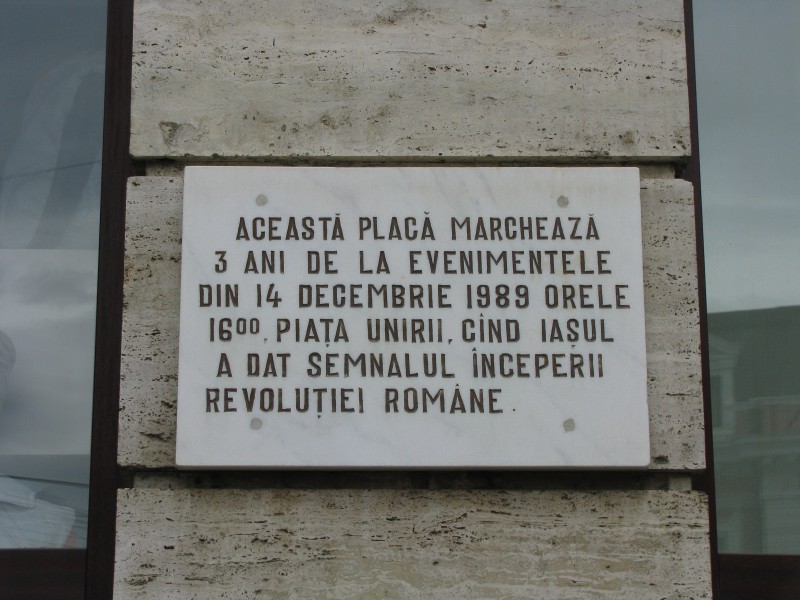 ACEASTĂ PLACĂ MARCHEAZĂ
3 ANI DE LA EVENIMENTELE
DIN 14 DECEMBRIE 1989 ORELE
16⁰⁰, PIAȚA UNIRII, CÎND IAȘUL
A DAT SEMNALUL ÎNCEPERII
REVOLUȚIEI ROMÂNE.